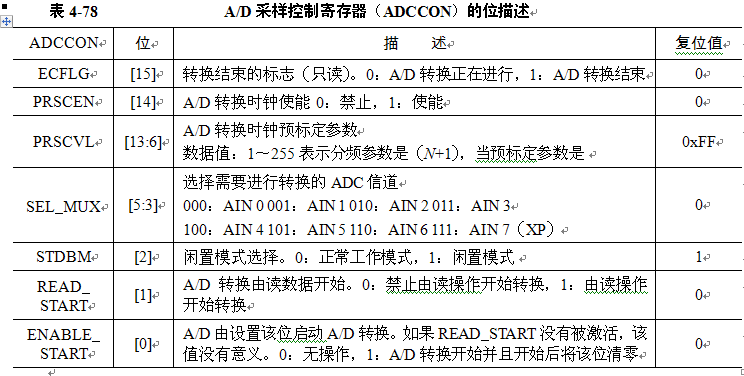 表 4-78 A/D 采样控制寄存器（ADCCON）的位描述
ADCCON 位 描 述 复位值
ECFLG [15] 转换结束的标志（只读）。0：A/D 转换正在进行，1：A/D 转换结束 0
PRSCEN [14] A/D 转换时钟使能 0：禁止，1：使能 0
PRSCVL [13:6] A/D 转换时钟预标定参数
数据值：1～255 表示分频参数是（N+1），当预标定参数是 0xFF
SEL_MUX [5:3] 选择需要进行转换的 ADC 信道
000：AIN 0 001：AIN 1 010：AIN 2 011：AIN 3
100：AIN 4 101：AIN 5 110：AIN 6 111：AIN 7（XP） 0
STDBM [2] 闲置模式选择。0：正常工作模式，1：闲置模式 1
READ_
START [1] A/D 转换由读数据开始。0：禁止由读操作开始转换，1：由读操作
开始转换 0
ENABLE_
START [0] A/D 由设置该位启动 A/D 转换。如果 READ_START 没有被激活，该
值没有意义。0：无操作，1：A/D 转换开始并且开始后将该位清零 0